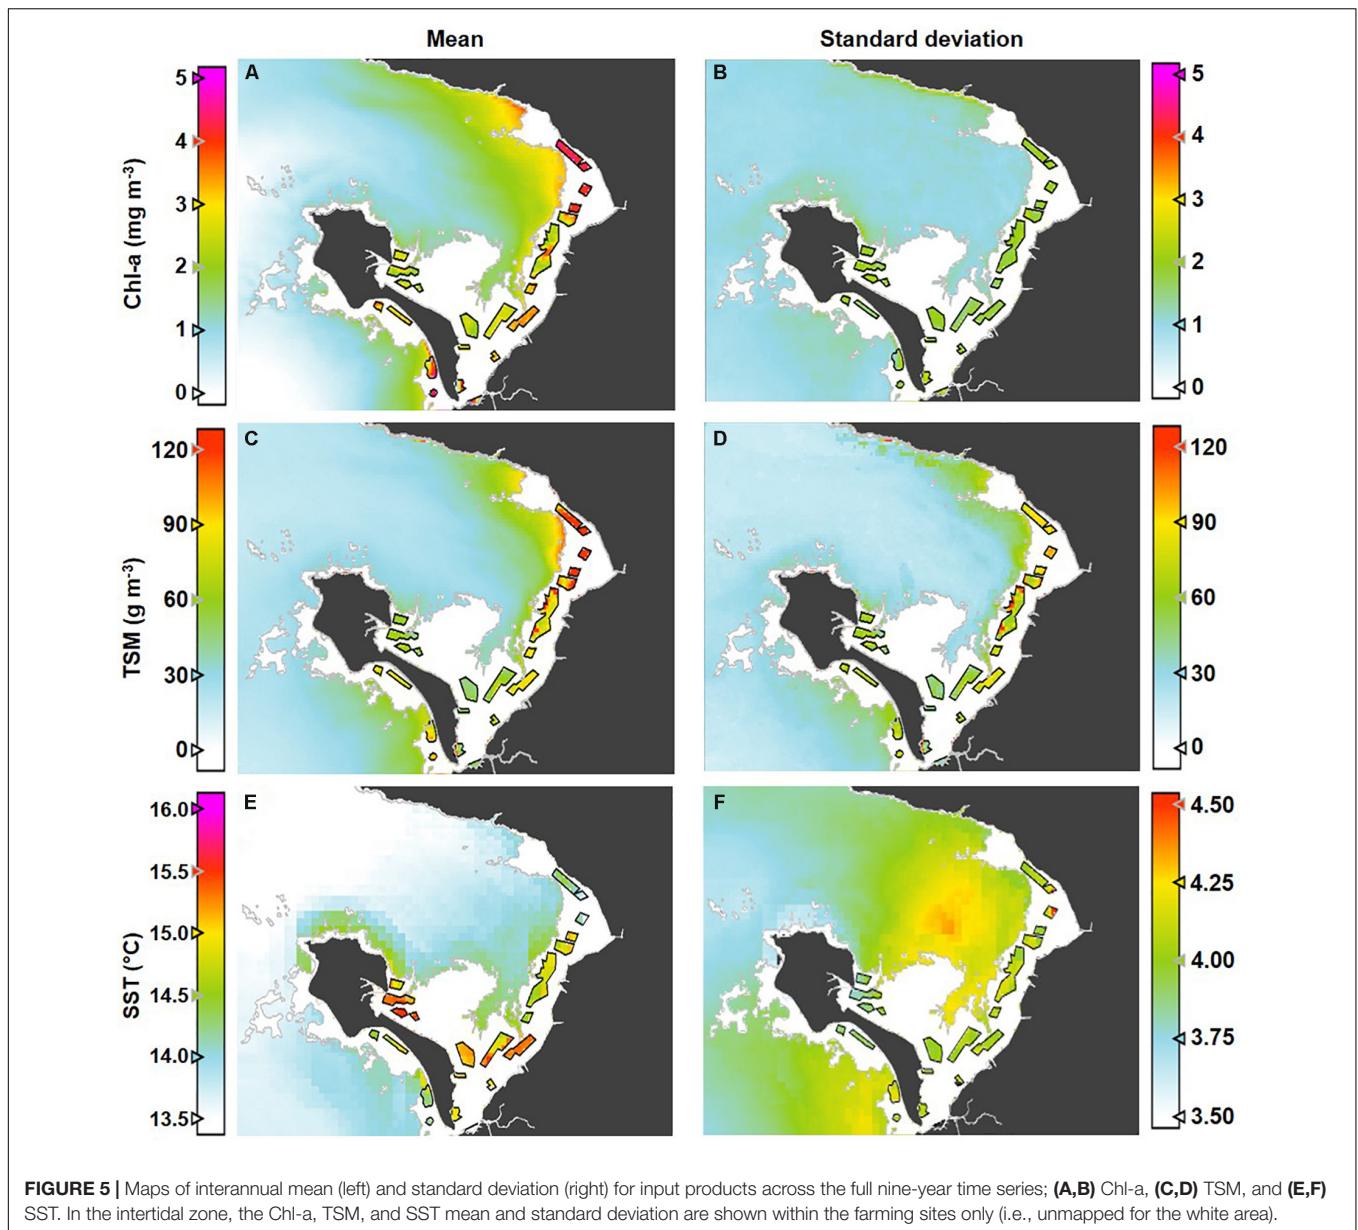 Mean
Standard deviation
A
B
5
4
3
2
1
0
Chl-a (mg m⁻³)
5
4
3
2
1
0
C
D
120
90
60
30
0
TSM (g m⁻³)
120
90
60
30
0
E
F
16.0
15.5
15.0
14.5
14.0
13.5
SST (°C)
4.50
4.25
4.00
3.75
3.50
FIGURE 5 | Maps of interannual mean (left) and standard deviation (right) for input products across the full nine-year time series; (A,B) Chl-a, (C,D) TSM, and (E,F)
SST. In the intertidal zone, the Chl-a, TSM, and SST mean and standard deviation are shown within the farming sites only (i.e., unmapped for the white area).